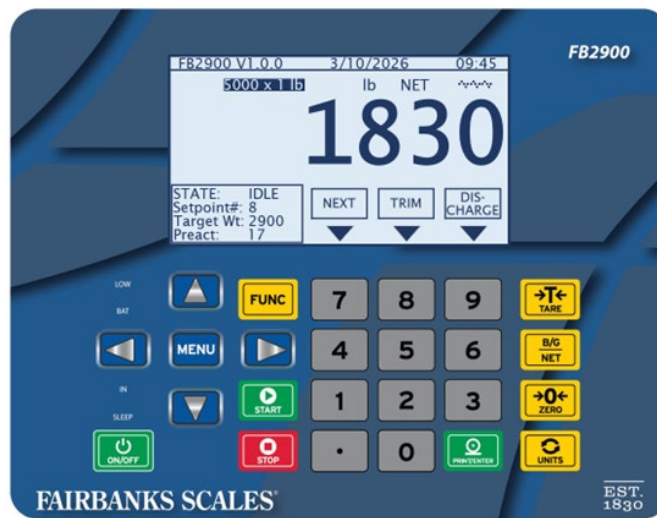 FB2900 V1.0.0 3/10/2026 09:45
FB2900
5000 x 1 lb lb NET
1830
STATE: IDLE
Setpoint#: 8
Target Wt: 2900
Preact: 17
NEXT
TRIM
DIS-
CHARGE
LOW
BAT
FUNC
7 8 9
→T←
TARE
MENU
4 5 6
B/G
NET
IN
SLEEP
START
1 2 3
→0←
ZERO
ON/OFF
STOP
. 0
PRINT/ENTER
UNITS
FAIRBANKS SCALES®
EST.
1830